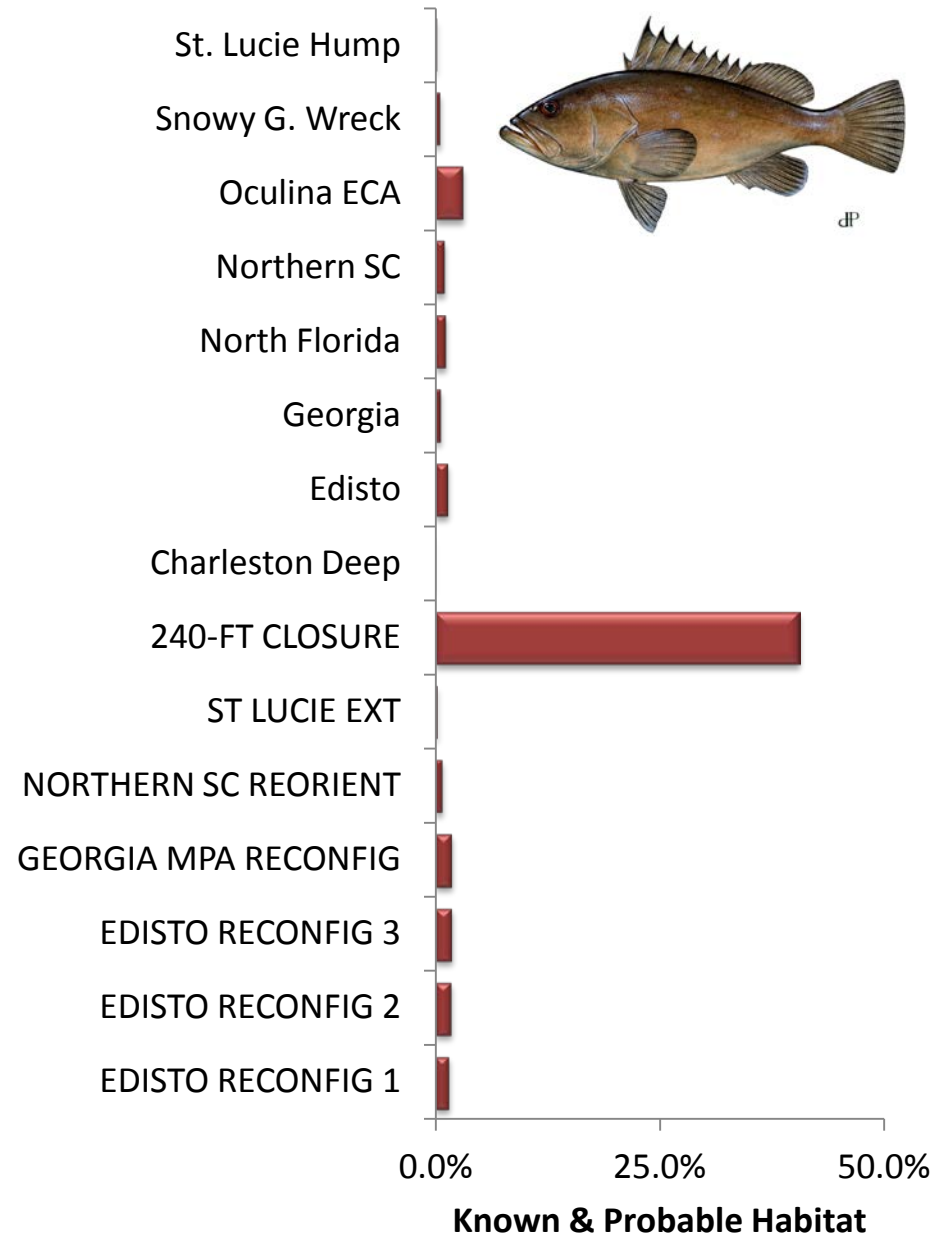 St. Lucie Hump
Snowy G. Wreck
Oculina ECA
Northern SC
North Florida
Georgia
Edisto
Charleston Deep
240-FT CLOSURE
ST LUCIE EXT
NORTHERN SC REORIENT
GEORGIA MPA RECONFIG
EDISTO RECONFIG 3
EDISTO RECONFIG 2
EDISTO RECONFIG 1
0.0% 25.0% 50.0%
Known & Probable Habitat